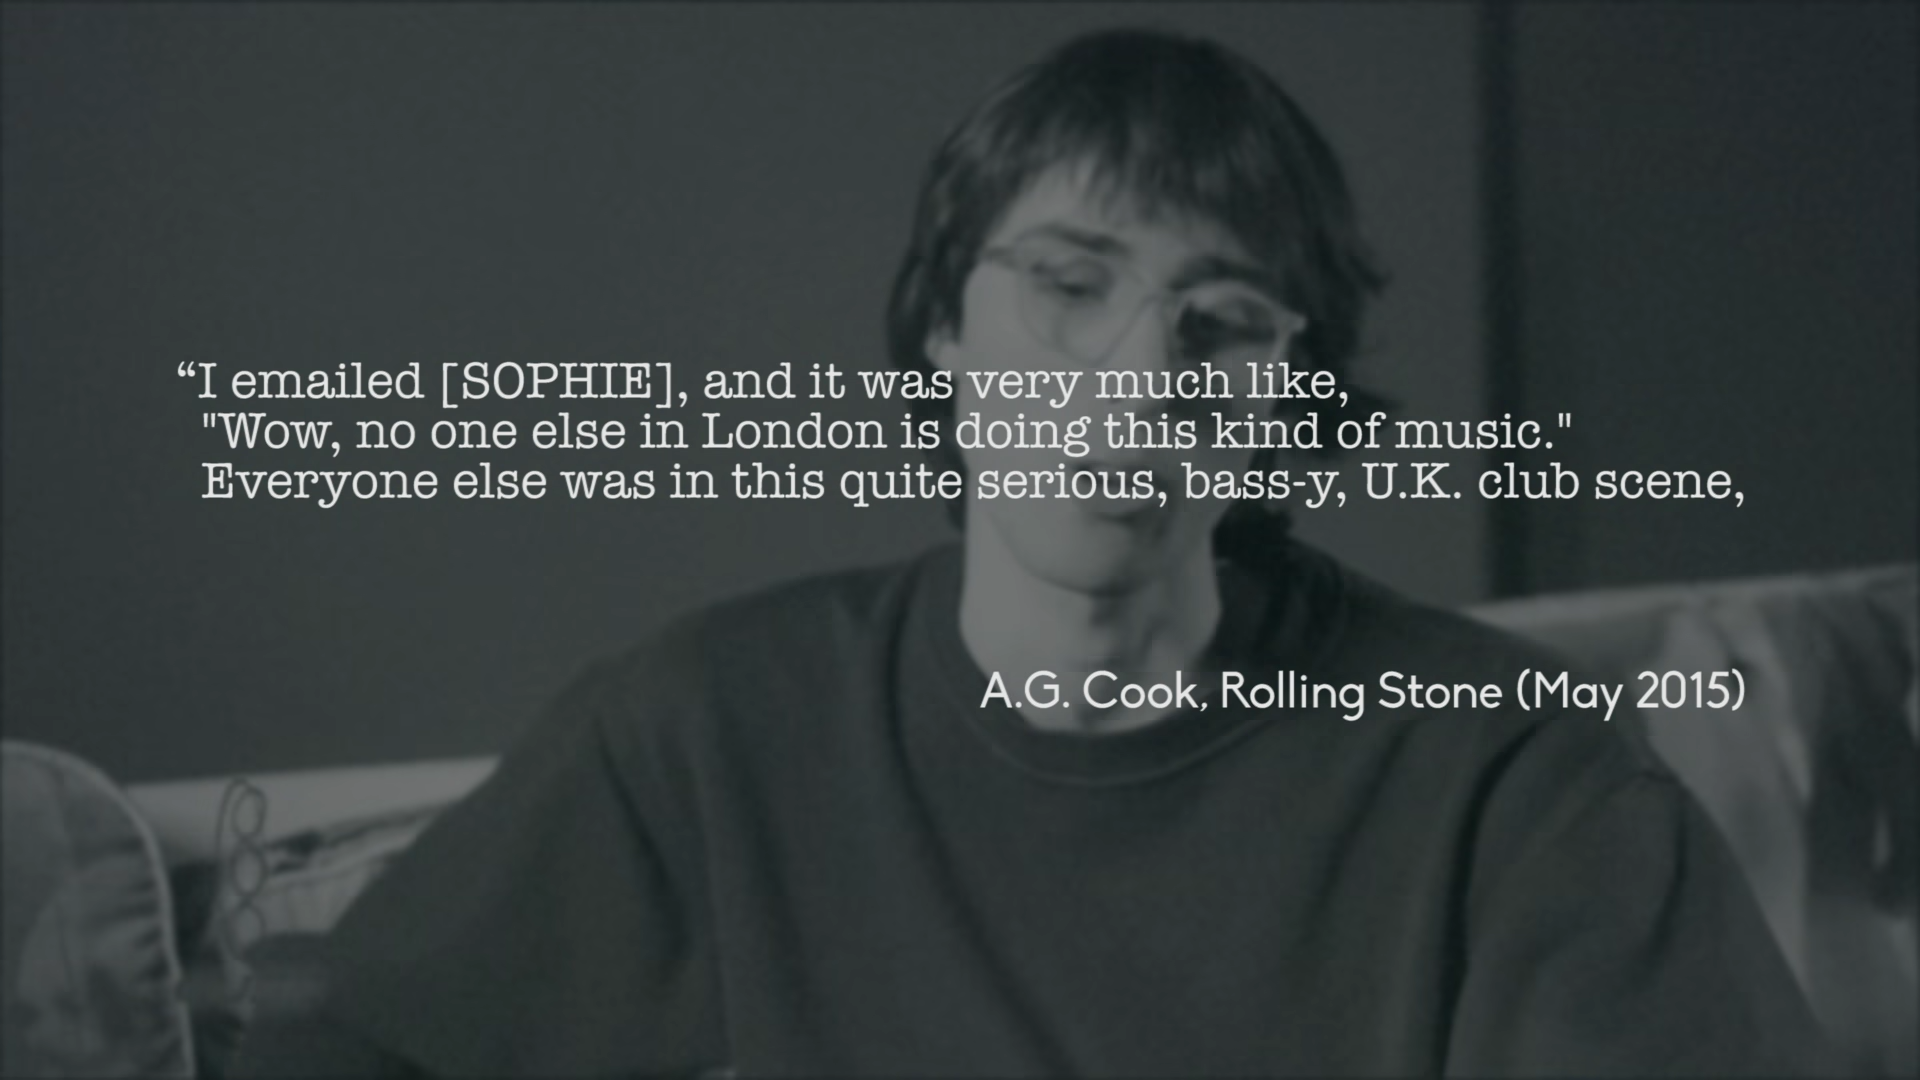 “I emailed [SOPHIE], and it was very much like,
"Wow, no one else in London is doing this kind of music."
Everyone else was in this quite serious, bass-y, U.K. club scene,
A.G. Cook, Rolling Stone (May 2015)